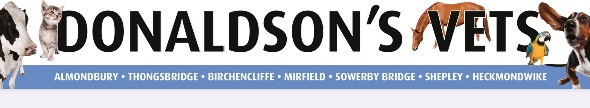 DONALDSON'S VETS
ALMONDBURY • THONGSBRIDGE • BIRCHENCLIFFE • MIRFIELD • SOWERBY BRIDGE • SHEPLEY • HECKMONDWIKE